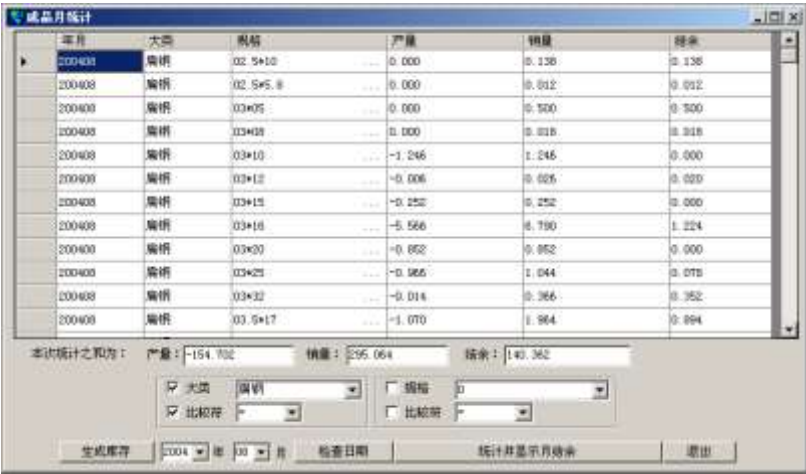 成品月统计
年月 大类 规格 产量 销量 结余
200408 扁钢 02.5*10 ... 0.000 0.138 0.138
200408 扁钢 02.5*5.8 ... 0.000 0.012 0.012
200408 扁钢 03*05 ... 0.000 0.500 0.500
200408 扁钢 03*08 ... 0.000 0.018 0.018
200408 扁钢 03*10 ... -1.246 1.246 0.000
200408 扁钢 03*12 ... -0.006 0.026 0.020
200408 扁钢 03*15 ... -0.252 0.252 0.000
200408 扁钢 03*16 ... -5.566 6.790 1.224
200408 扁钢 03*20 ... -0.852 0.852 0.000
200408 扁钢 03*25 ... -0.966 1.044 0.078
200408 扁钢 03*32 ... -0.014 0.366 0.352
200408 扁钢 03.5*17 ... -1.070 1.964 0.894
本次统计之和为: 产量: -154.702 销量: 295.064 结余: 140.362
大类 扁钢 规格 0
比较符 = 比较符 =
生成库存 2004 年 08 月 检查日期 统计并显示月结余 退出